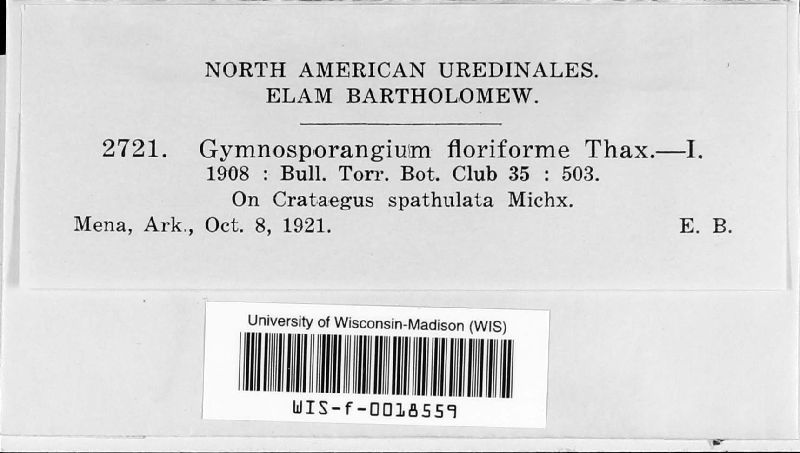 NORTH AMERICAN UREDINALES.
ELAM BARTHOLOMEW.
2721. Gymnosporangium floriforme Thax.—I.
1908 : Bull. Torr. Bot. Club 35 : 503.
On Crataegus spathulata Michx.
Mena, Ark., Oct. 8, 1921. E. B.
University of Wisconsin-Madison (WIS)
WIS-f-0018559